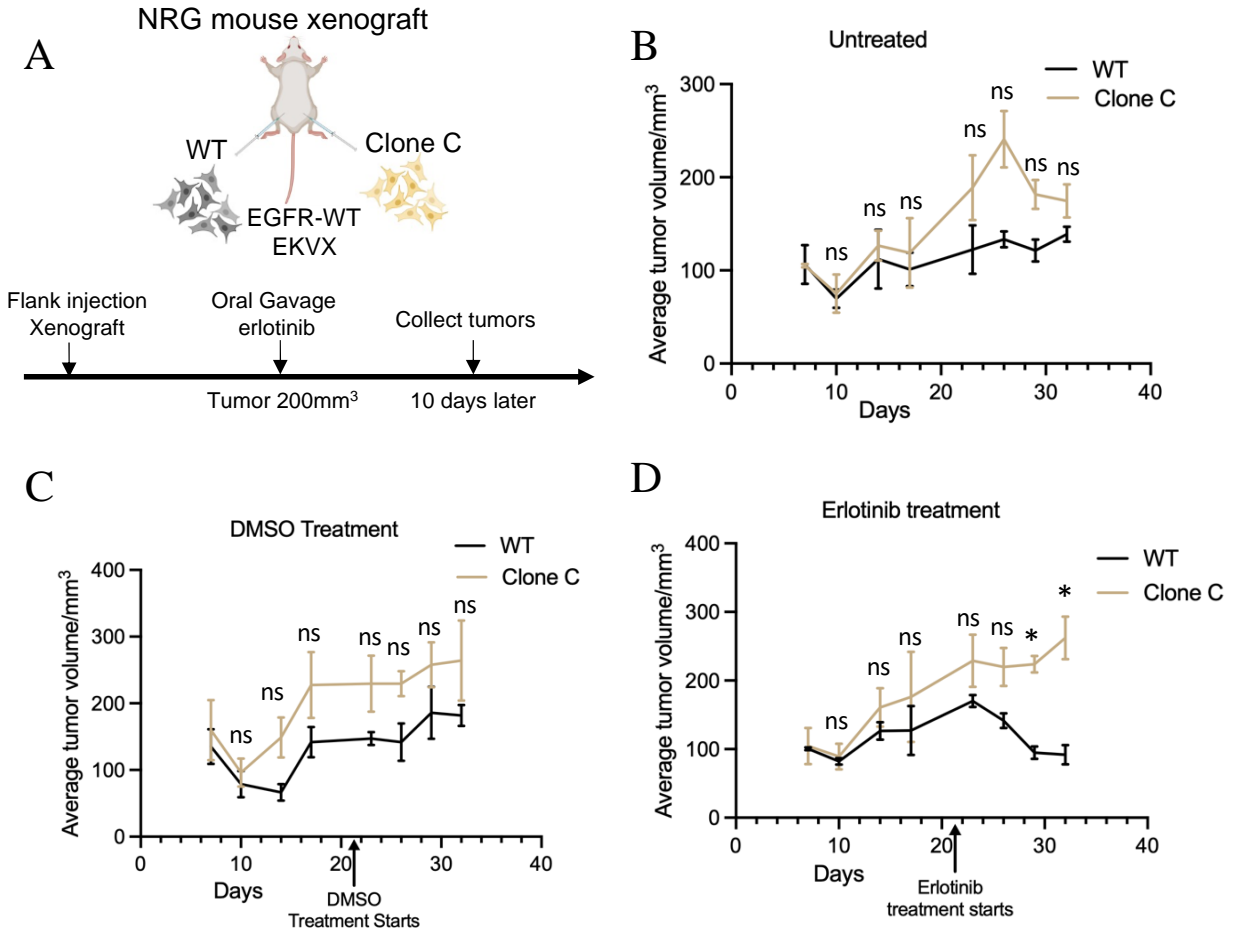 A
NRG mouse xenograft
WT
Clone C
EGFR-WT
EKVX
Flank injection
Xenograft
Oral Gavage
erlotinib
Collect tumors
Tumor 200mm³
10 days later
B
Untreated
WT
Clone C
Average tumor volume/mm³
300
200
100
0
ns
ns
ns
ns
ns
ns
ns
0
10
20
30
40
Days
C
DMSO Treatment
WT
Clone C
Average tumor volume/mm³
400
300
200
100
0
ns
ns
ns
ns
ns
ns
ns
0
10
20
30
40
Days
DMSO
Treatment Starts
D
Erlotinib treatment
WT
Clone C
Average tumor volume/mm³
400
300
200
100
0
ns
ns
ns
ns
ns
*
*
0
10
20
30
40
Days
Erlotinib
treatment starts